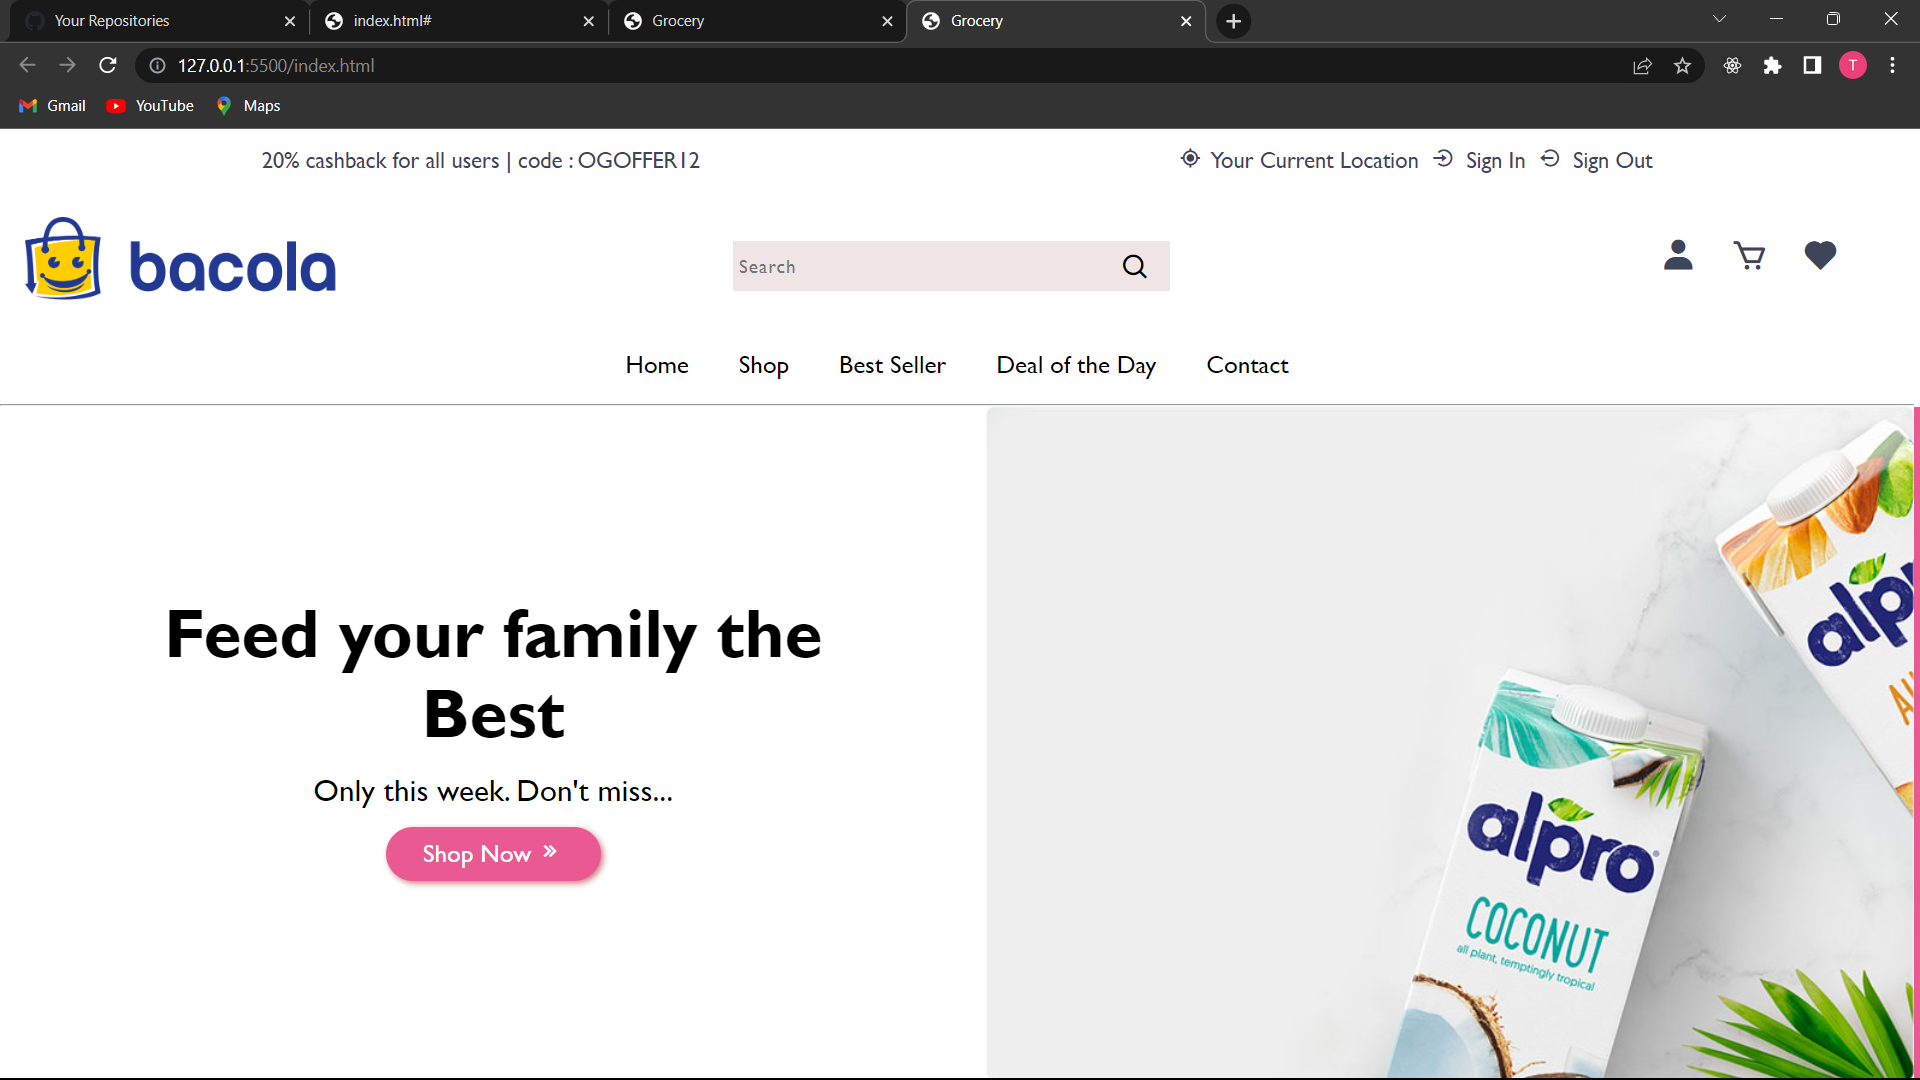 Your Repositories
index.html#
Grocery
Grocery
127.0.0.1:5500/index.html
T
Gmail
YouTube
Maps
20% cashback for all users | code : OGOFFER12
Your Current Location
Sign In
Sign Out
bacola
Search
Home
Shop
Best Seller
Deal of the Day
Contact
Feed your family the
Best
Only this week. Don't miss...
Shop Now »
alpro
COCONUT
all plant, temptingly tropical